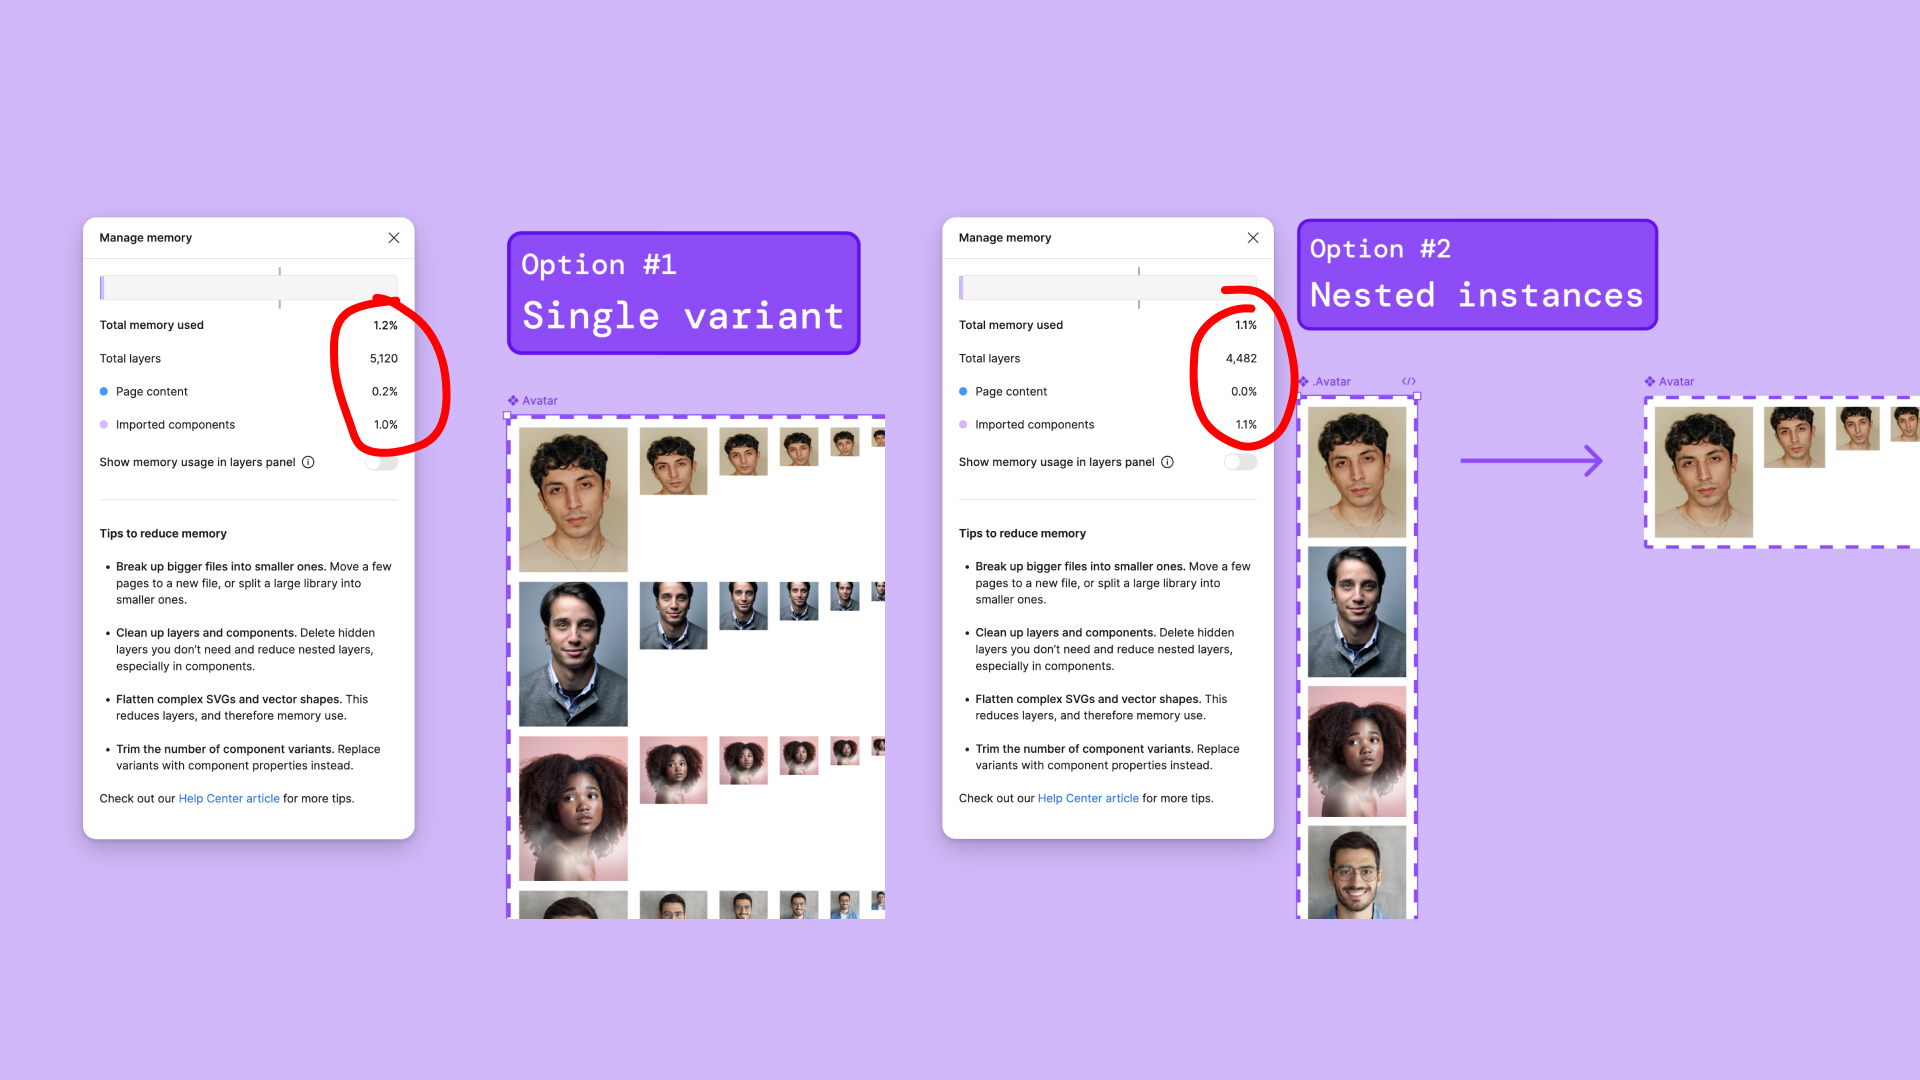 Manage memory
Total memory used 1.2%
Total layers 5,120
Page content 0.2%
Imported components 1.0%
Show memory usage in layers panel
Tips to reduce memory
• Break up bigger files into smaller ones. Move a few
pages to a new file, or split a large library into
smaller ones.
• Clean up layers and components. Delete hidden
layers you don’t need and reduce nested layers,
especially in components.
• Flatten complex SVGs and vector shapes. This
reduces layers, and therefore memory use.
• Trim the number of component variants. Replace
variants with component properties instead.
Check out our Help Center article for more tips.
Option #1
Single variant
Avatar
Manage memory
Total memory used 1.1%
Total layers 4,482
Page content 0.0%
Imported components 1.1%
Show memory usage in layers panel
Tips to reduce memory
• Break up bigger files into smaller ones. Move a few
pages to a new file, or split a large library into
smaller ones.
• Clean up layers and components. Delete hidden
layers you don’t need and reduce nested layers,
especially in components.
• Flatten complex SVGs and vector shapes. This
reduces layers, and therefore memory use.
• Trim the number of component variants. Replace
variants with component properties instead.
Check out our Help Center article for more tips.
Option #2
Nested instances
.Avatar </>
Avatar